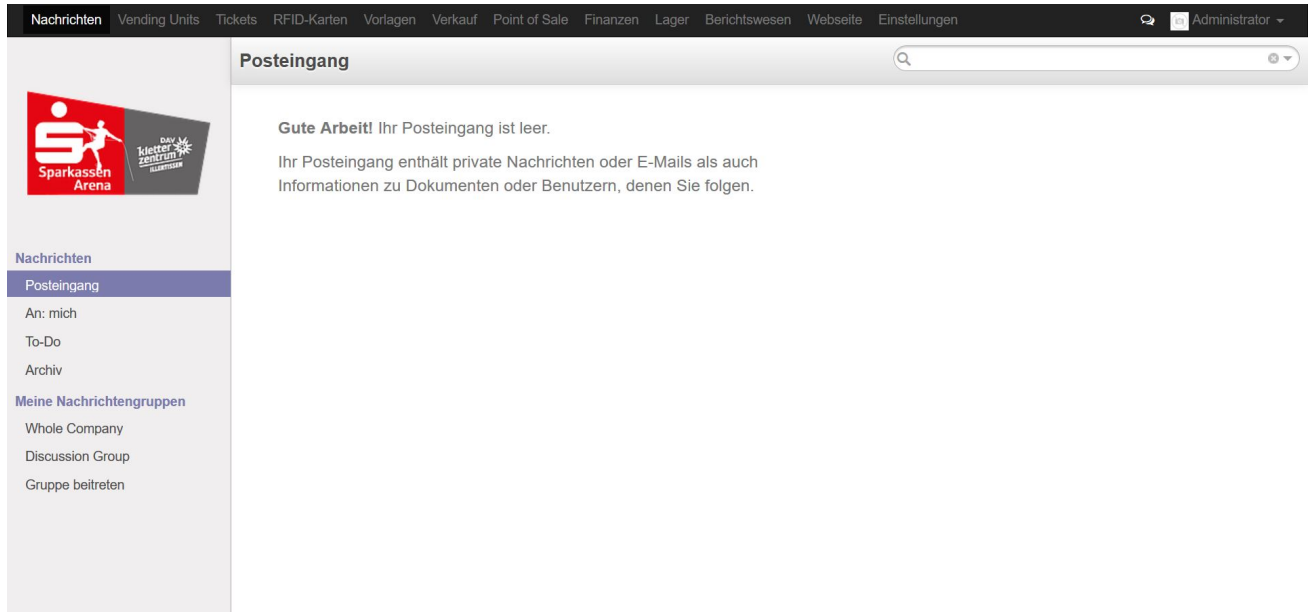 Nachrichten Vending Units Tickets RFID-Karten Vorlagen Verkauf Point of Sale Finanzen Lager Berichtswesen Webseite Einstellungen Administrator
Posteingang
DAV
kletter
zentrum
ILLERTISSEN
Sparkassen
Arena
Gute Arbeit! Ihr Posteingang ist leer.
Ihr Posteingang enthält private Nachrichten oder E-Mails als auch
Informationen zu Dokumenten oder Benutzern, denen Sie folgen.
Nachrichten
Posteingang
An: mich
To-Do
Archiv
Meine Nachrichtengruppen
Whole Company
Discussion Group
Gruppe beitreten